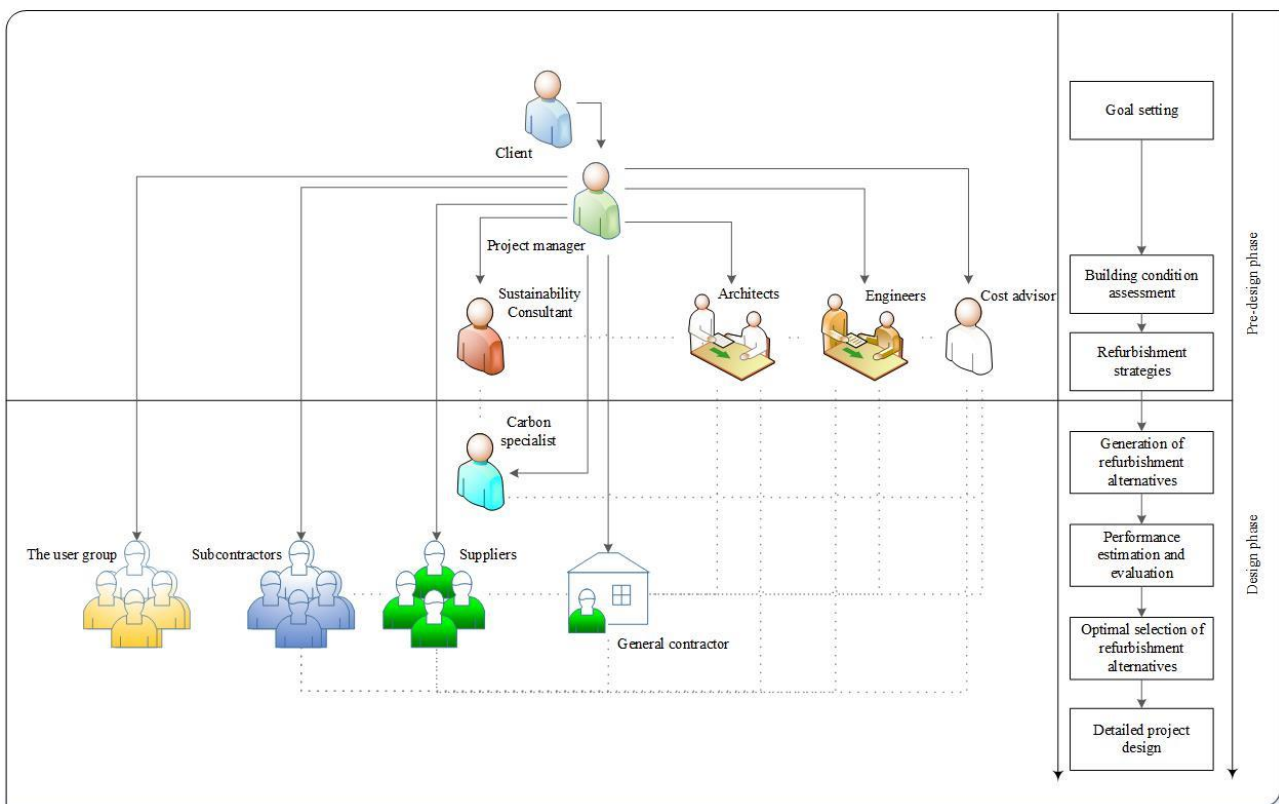 Client
Project manager
Sustainability
Consultant
Architects
Engineers
Cost advisor
Carbon
specialist
The user group
Subcontractors
Suppliers
General contractor
Goal setting
Building condition
assessment
Refurbishment
strategies
Generation of
refurbishment
alternatives
Performance
estimation and
evaluation
Optimal selection of
refurbishment
alternatives
Detailed project
design
Pre-design phase
Design phase